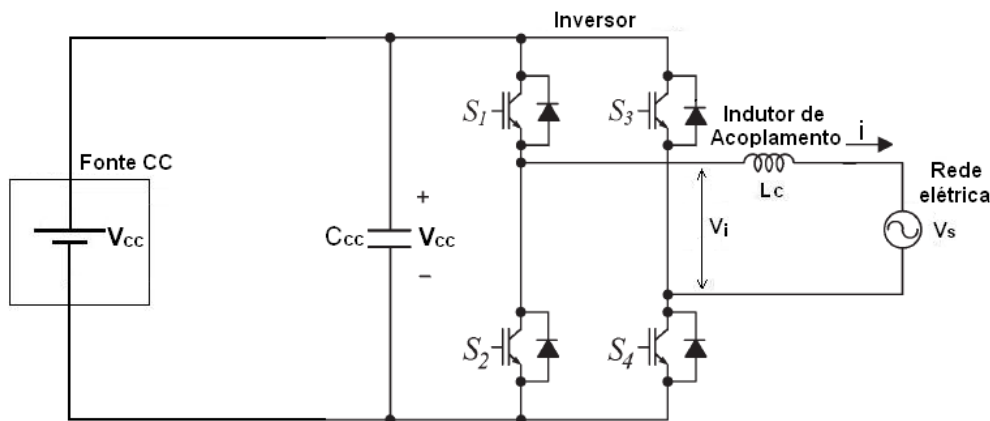 Inversor
S1
S3
Indutor de
Acoplamento
i
Fonte CC
Lc
Rede
elétrica
Vcc
Ccc
+
Vcc
−
Vi
Vs
S2
S4